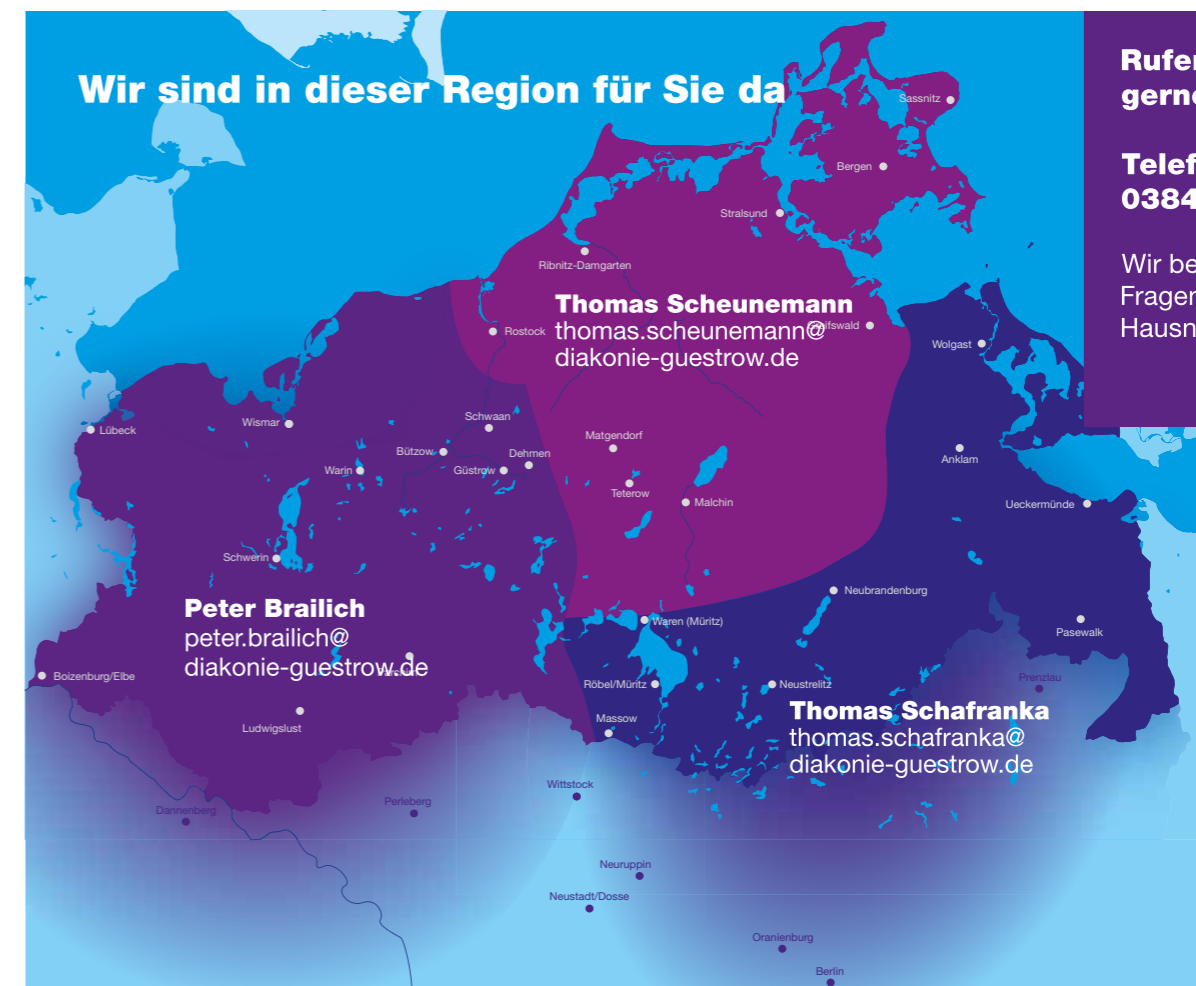 Wir sind in dieser Region für Sie da
Telef
0384
Wir be
Sassnitz
Bergen
Stralsund
Ribnitz-Damgarten
Thomas Scheunemann
thomas.scheunemann@
diakonie-guestrow.de
Rostock
Wolgast
Lübeck
Wismar
Schwaan
Matgendorf
Bützow
Dehmen
Warin
Güstrow
Teterow
Malchin
Anklam
Ueckermünde
Schwerin
Neubrandenburg
Peter Brailich
peter.brailich@
diakonie-guestrow.de
Waren (Müritz)
Pasewalk
Boizenburg/Elbe
Röbel/Müritz
Neustrelitz
Prenzlau
Ludwigslust
Massow
Thomas Schafranka
thomas.schafranka@
diakonie-guestrow.de
Wittstock
Dannenberg
Perleberg
Neuruppin
Neustadt/Dosse
Oranienburg
Berlin